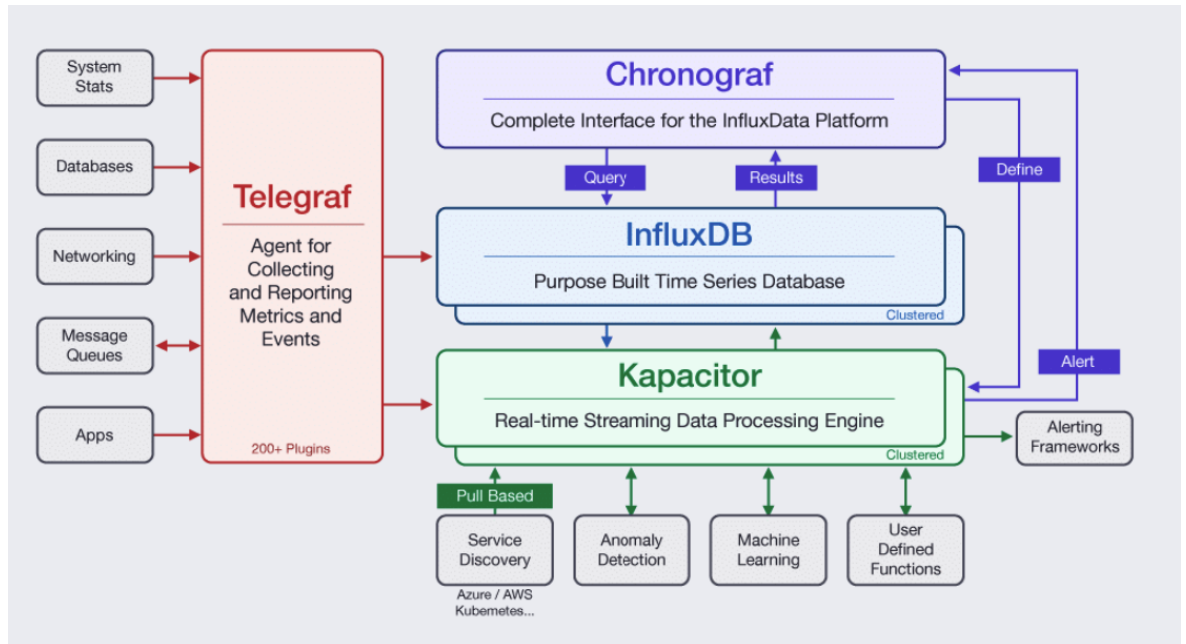 System
Stats
Databases
Networking
Message
Queues
Apps
Telegraf
Agent for
Collecting
and Reporting
Metrics and
Events
200+ Plugins
Chronograf
Complete Interface for the InfluxData Platform
Query
Results
Define
InfluxDB
Purpose Built Time Series Database
Clustered
Alert
Kapacitor
Real-time Streaming Data Processing Engine
Clustered
Alerting
Frameworks
Pull Based
Service
Discovery
Azure / AWS
Kubernetes...
Anomaly
Detection
Machine
Learning
User
Defined
Functions